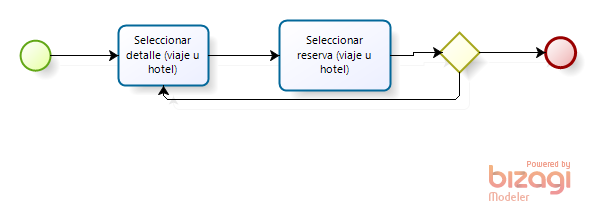 Seleccionar
detalle (viaje u
hotel)
Seleccionar
reserva (viaje u
hotel)
Powered by
bizagi
Modeler